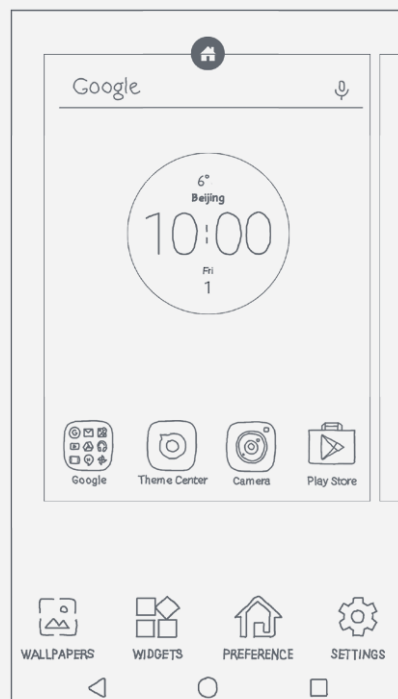 Google
6°
Beijing
10:00
Fri
1
Google Theme Center Camera Play Store
WALLPAPERS WIDGETS PREFERENCE SETTINGS